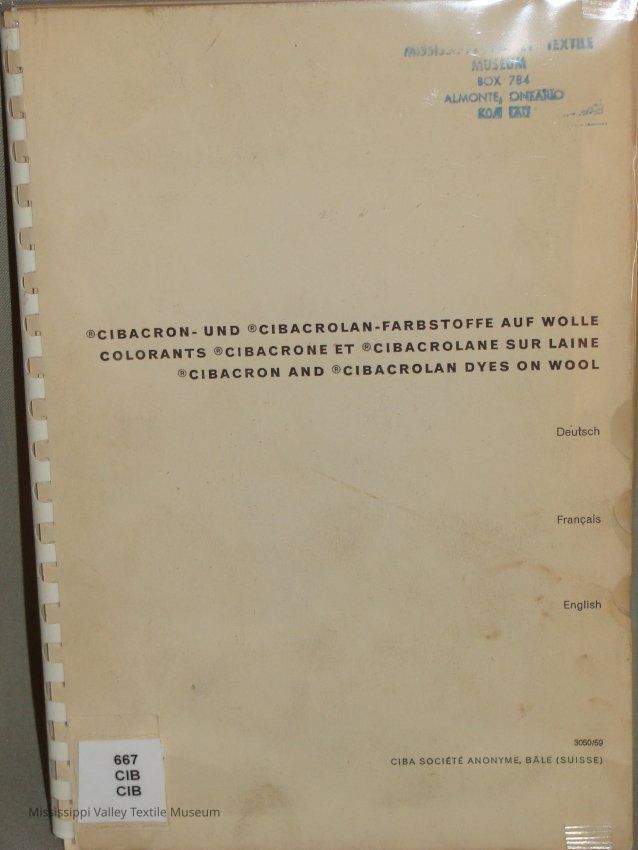 MUSEUM
BOX 784
ALMONTE, ONTARIO
®CIBACRON- UND ®CIBACROLAN-FARBSTOFFE AUF WOLLE
COLORANTS ®CIBACRONE ET ®CIBACROLANE SUR LAINE
®CIBACRON AND ®CIBACROLAN DYES ON WOOL
Deutsch
Français
English
3050/59
CIBA SOCIÉTÉ ANONYME, BÂLE (SUISSE)
667
CIB
CIB
Mississippi Valley Textile Museum